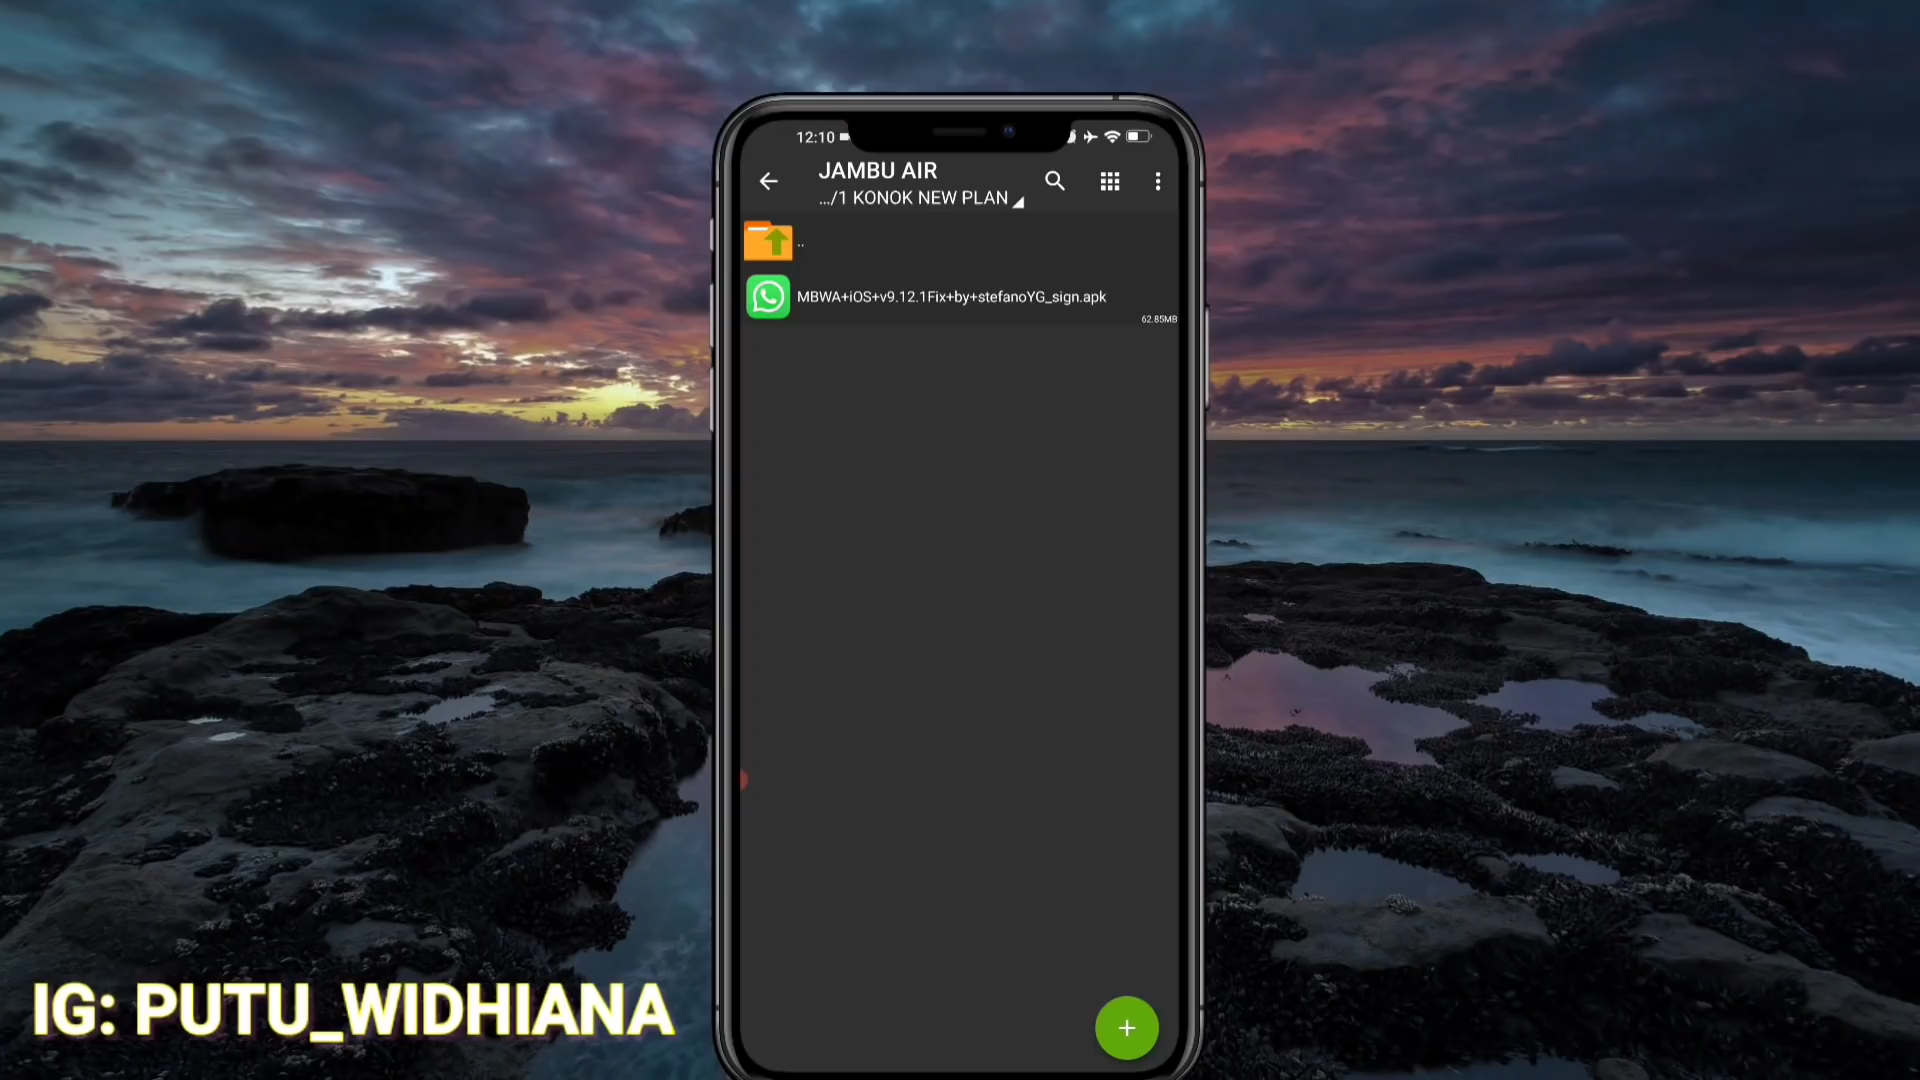 12:10
JAMBU AIR
.../1 KONOK NEW PLAN
..
MBWA+iOS+v9.12.1Fix+by+stefanoYG_sign.apk
62.85MB
IG: PUTU_WIDHIANA